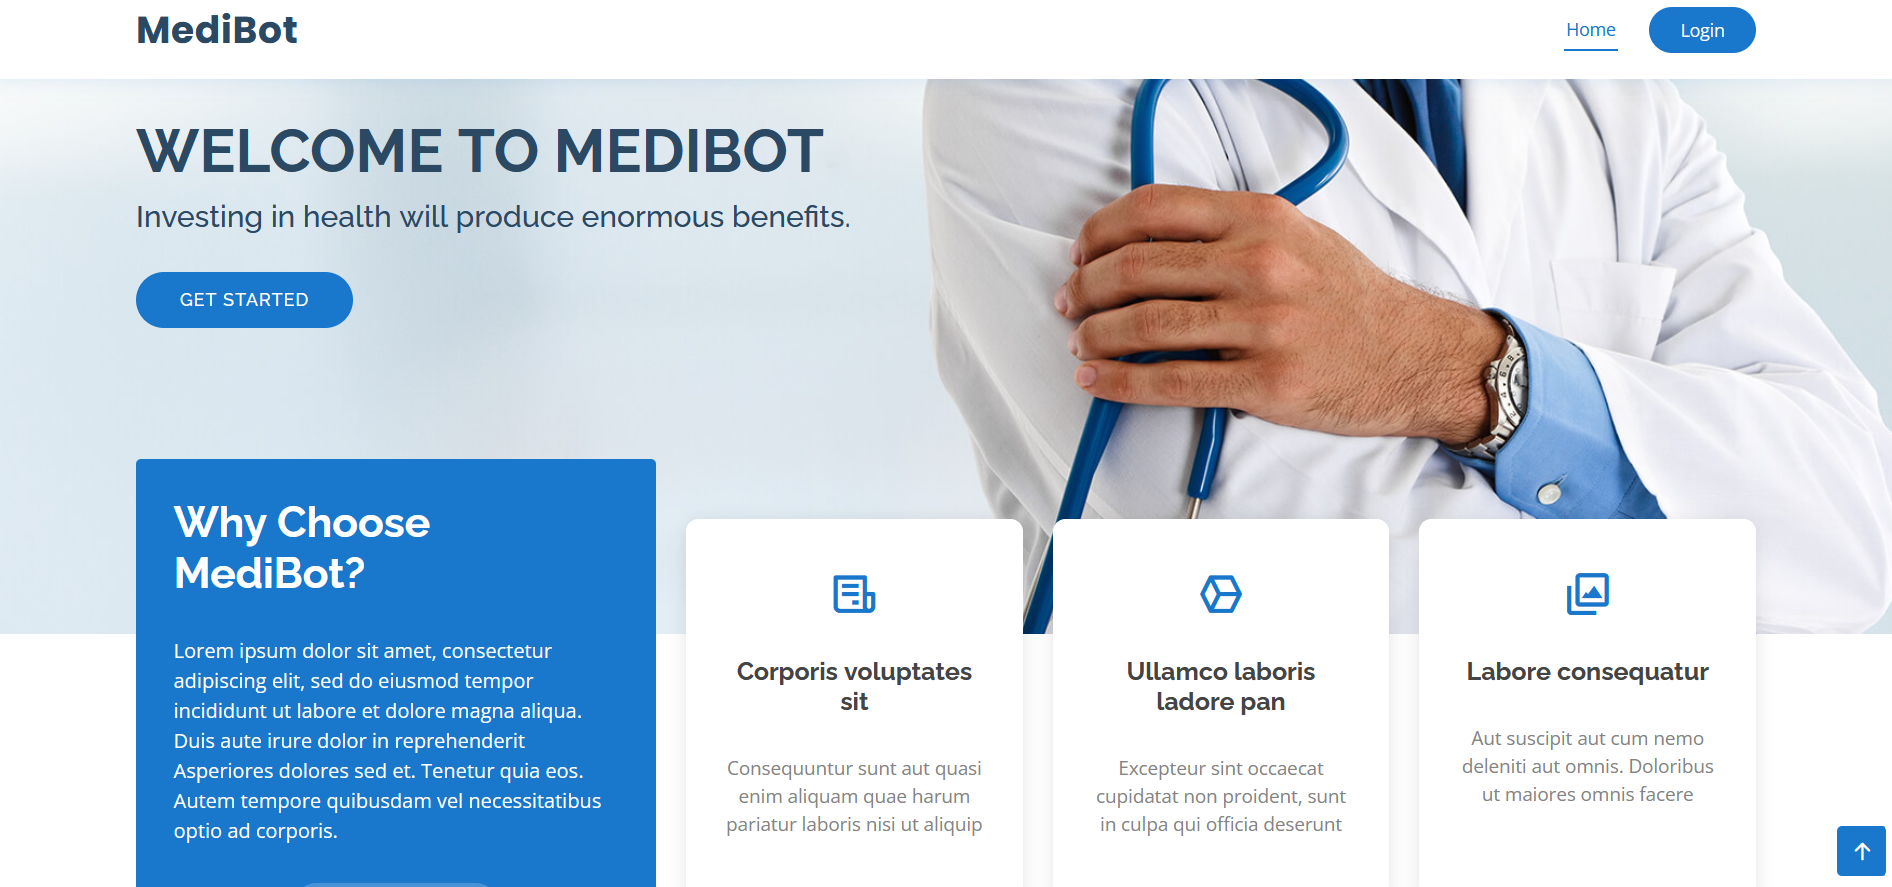 MediBot
Home
Login
WELCOME TO MEDIBOT
Investing in health will produce enormous benefits.
GET STARTED
Why Choose
MediBot?
Lorem ipsum dolor sit amet, consectetur
adipiscing elit, sed do eiusmod tempor
incididunt ut labore et dolore magna aliqua.
Duis aute irure dolor in reprehenderit
Asperiores dolores sed et. Tenetur quia eos.
Autem tempore quibusdam vel necessitatibus
optio ad corporis.
Corporis voluptates
sit
Consequuntur sunt aut quasi
enim aliquam quae harum
pariatur laboris nisi ut aliquip
Ullamco laboris
ladore pan
Excepteur sint occaecat
cupidatat non proident, sunt
in culpa qui officia deserunt
Labore consequatur
Aut suscipit aut cum nemo
deleniti aut omnis. Doloribus
ut maiores omnis facere